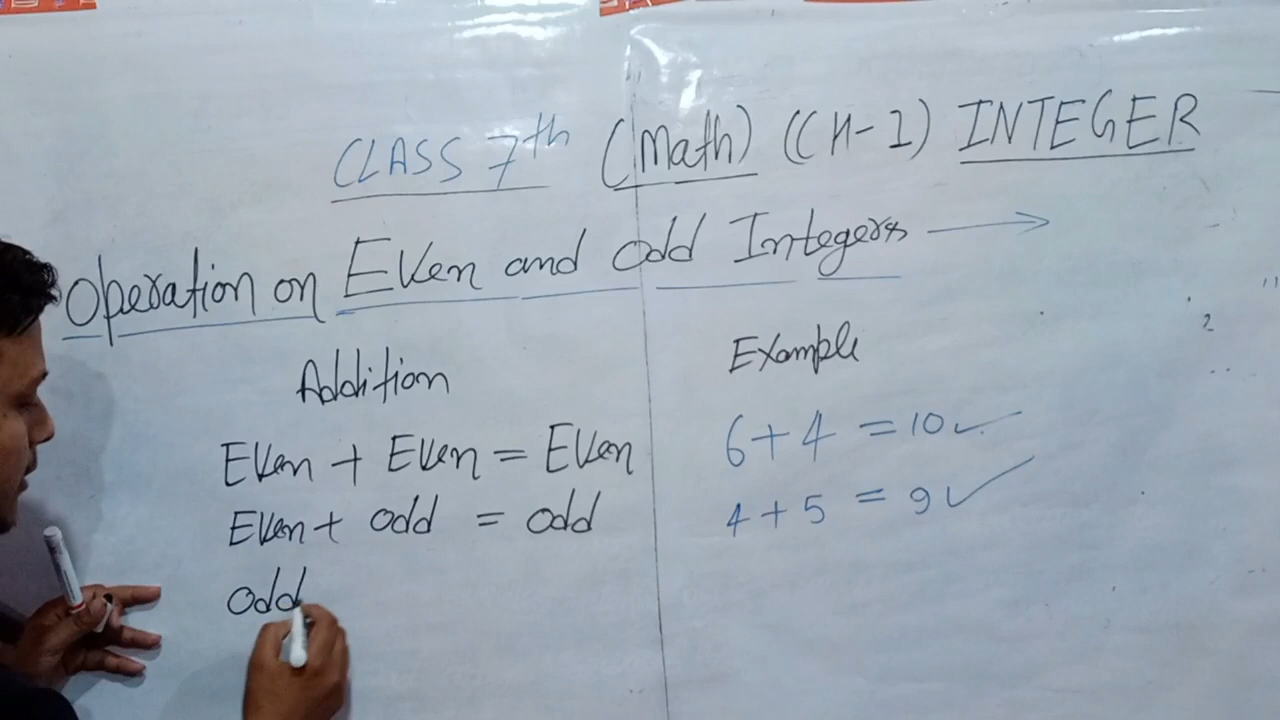 CLASS 7th (Math) (CH-1) INTEGER
Operation on Even and odd Integers →
Addition Example
Even + Even = Even 6+4 = 10 ✓
Even + odd = odd 4+5 = 9 ✓
odd